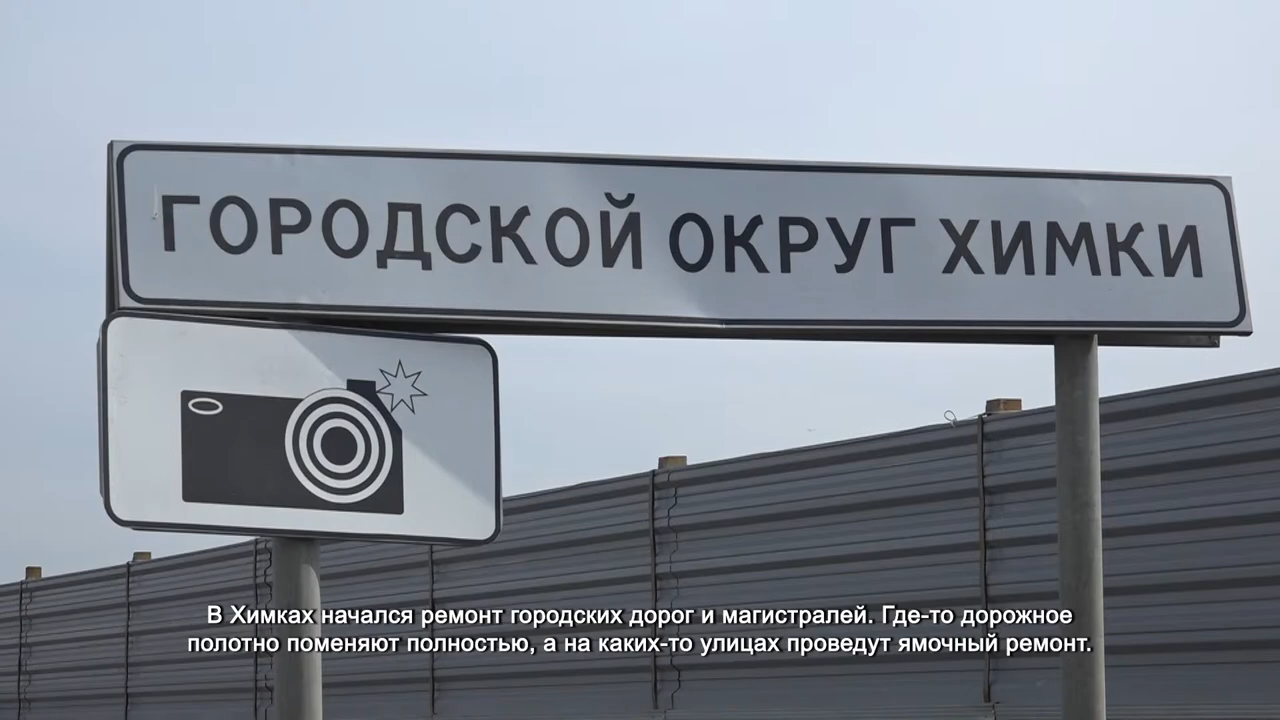 ГОРОДСКОЙ ОКРУГ ХИМКИ
В Химках начался ремонт городских дорог и магистралей. Где-то дорожное
полотно поменяют полностью, а на каких-то улицах проведут ямочный ремонт.